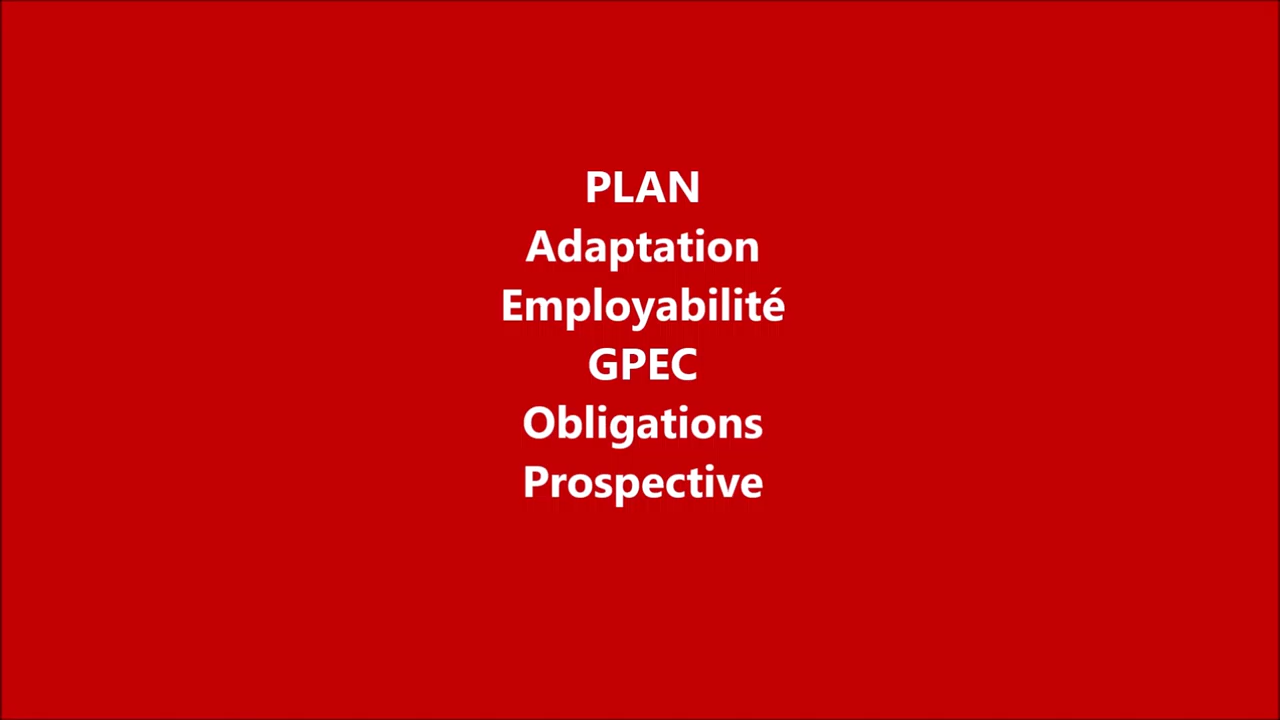 PLAN
Adaptation
Employabilité
GPEC
Obligations
Prospective